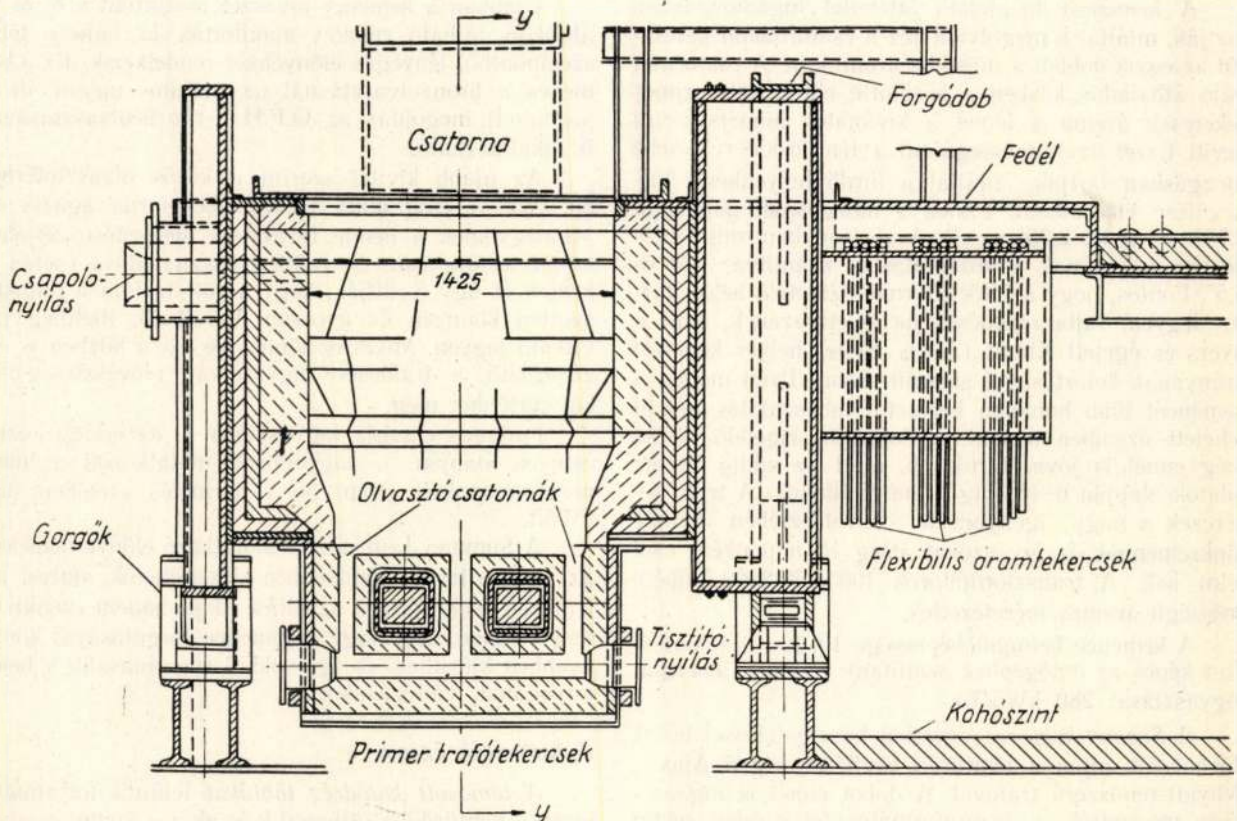 y
Csatorna
Forgódob
Fedél
Csapoló-
nyílás
1425
Olvasztó csatornák
Görgők
Flexibilis áramtekercsek
Tisztító
nyílás
Kohószint
Primer trafótekercsek
y